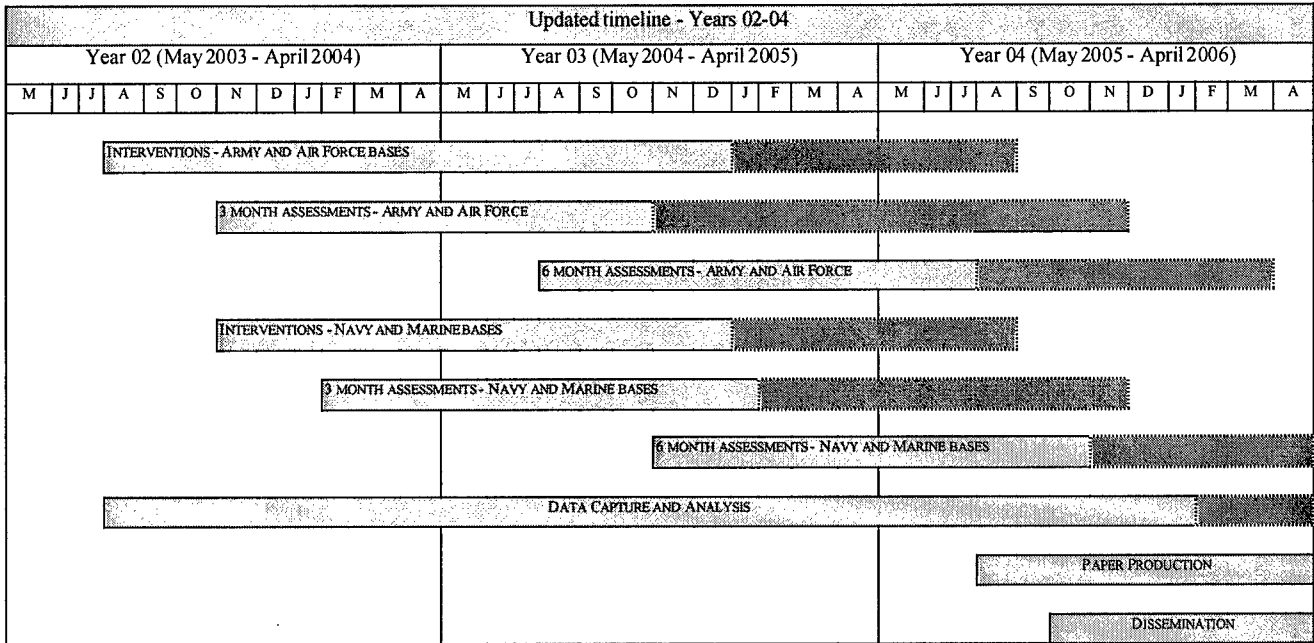 Updated timeline - Years 02-04
Year 02 (May 2003 - April 2004) Year 03 (May 2004 - April 2005) Year 04 (May 2005 - April 2006)
M J J A S O N D J F M A M J J A S O N D J F M A M J J A S O N D J F M A
INTERVENTIONS - ARMY AND AIR FORCE BASES
3 MONTH ASSESSMENTS - ARMY AND AIR FORCE
6 MONTH ASSESSMENTS - ARMY AND AIR FORCE
INTERVENTIONS - NAVY AND MARINE BASES
3 MONTH ASSESSMENTS - NAVY AND MARINE BASES
6 MONTH ASSESSMENTS - NAVY AND MARINE BASES
DATA CAPTURE AND ANALYSIS
PAPER PRODUCTION
DISSEMINATION